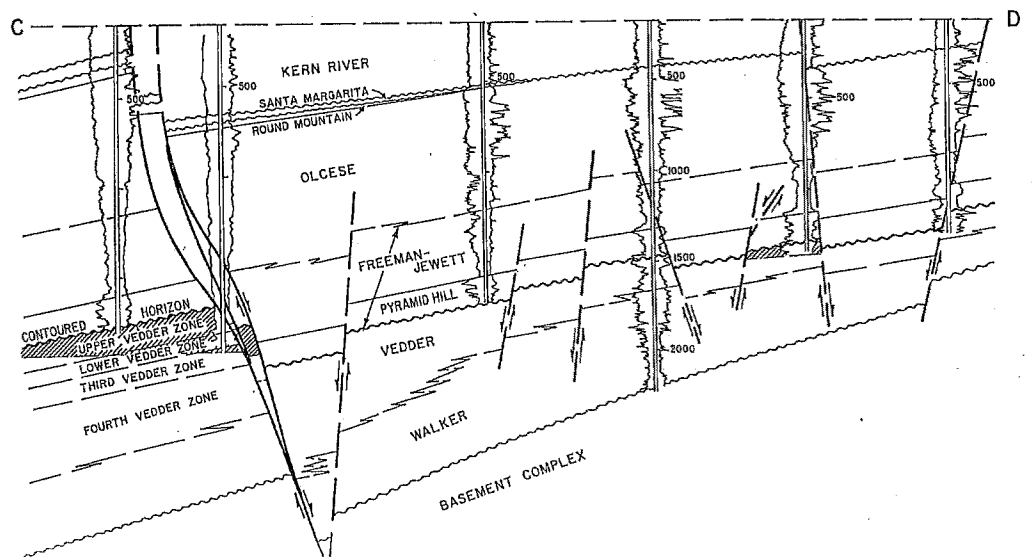 C
D
KERN RIVER
500
500
500
500
500
500
SANTA MARGARITA
ROUND MOUNTAIN
OLCESE
1000
FREEMAN-
JEWETT
1500
PYRAMID HILL
CONTOURED HORIZON
UPPER VEDDER ZONE
LOWER VEDDER ZONE
THIRD VEDDER ZONE
VEDDER
2000
FOURTH VEDDER ZONE
WALKER
BASEMENT COMPLEX